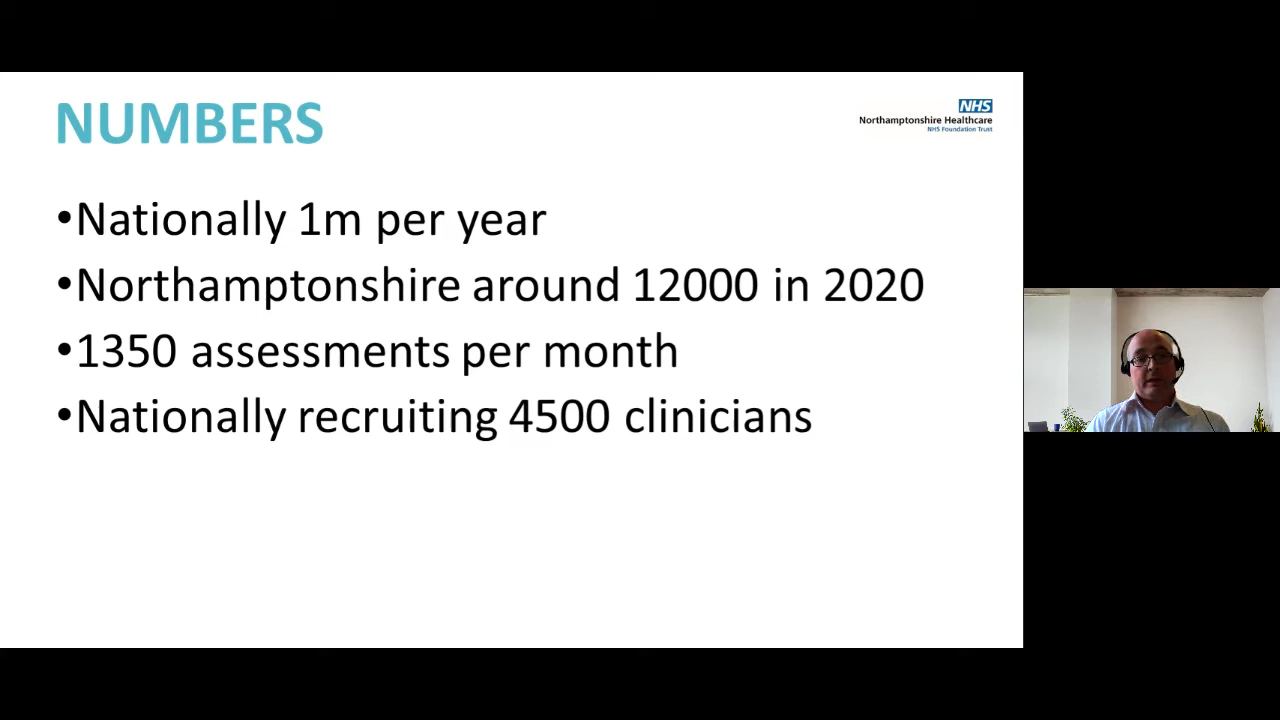 NUMBERS
NHS
Northamptonshire Healthcare
NHS Foundation Trust
•Nationally 1m per year
•Northamptonshire around 12000 in 2020
•1350 assessments per month
•Nationally recruiting 4500 clinicians